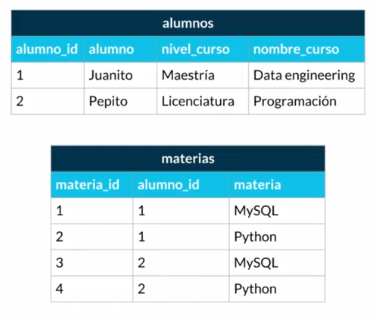 alumnos
alumno_id alumno nivel_curso nombre_curso
1 Juanito Maestría Data engineering
2 Pepito Licenciatura Programación
materias
materia_id alumno_id materia
1 1 MySQL
2 1 Python
3 2 MySQL
4 2 Python